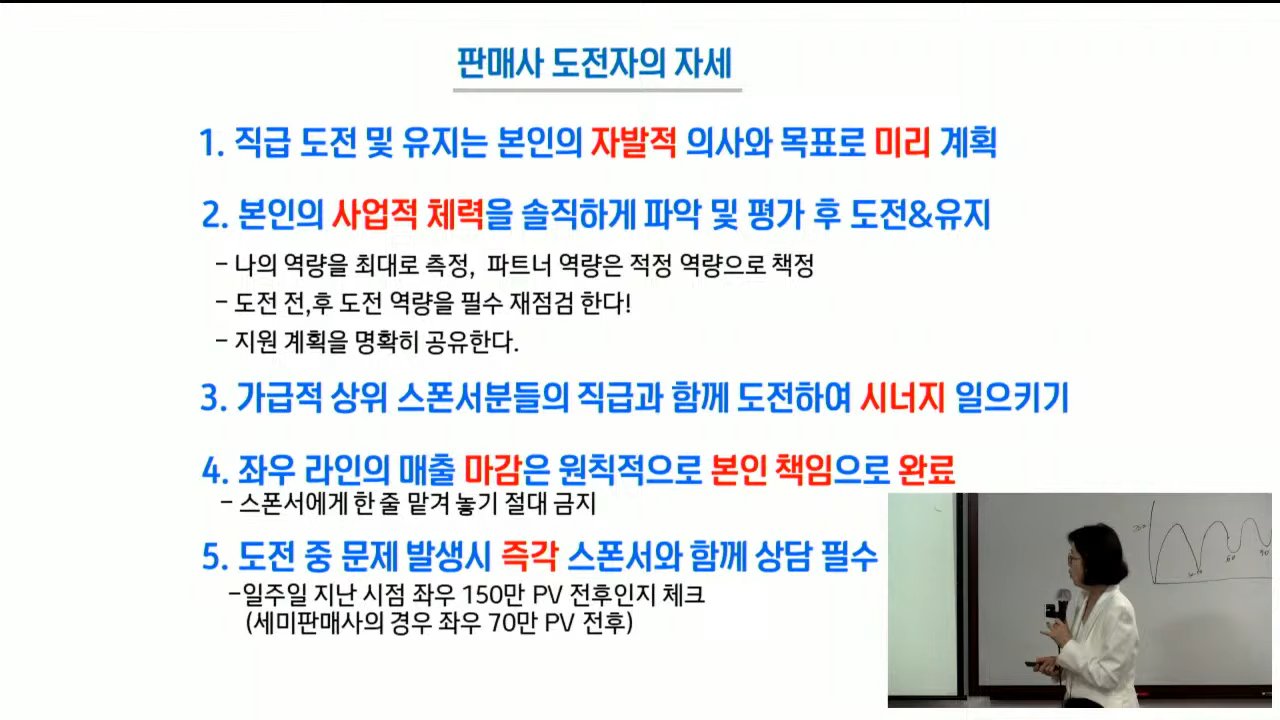 판매사 도전자의 자세
1. 직급 도전 및 유지는 본인의 자발적 의사와 목표로 미리 계획
2. 본인의 사업적 체력을 솔직하게 파악 및 평가 후 도전&유지
- 나의 역량을 최대로 측정, 파트너 역량은 적정 역량으로 책정
- 도전 전,후 도전 역량을 필수 재점검 한다!
- 지원 계획을 명확히 공유한다.
3. 가급적 상위 스폰서분들의 직급과 함께 도전하여 시너지 일으키기
4. 좌우 라인의 매출 마감은 원칙적으로 본인 책임으로 완료
- 스폰서에게 한 줄 맡겨 놓기 절대 금지
5. 도전 중 문제 발생시 즉각 스폰서와 함께 상담 필수
-일주일 지난 시점 좌우 150만 PV 전후인지 체크
(세미판매사의 경우 좌우 70만 PV 전후)
60
90